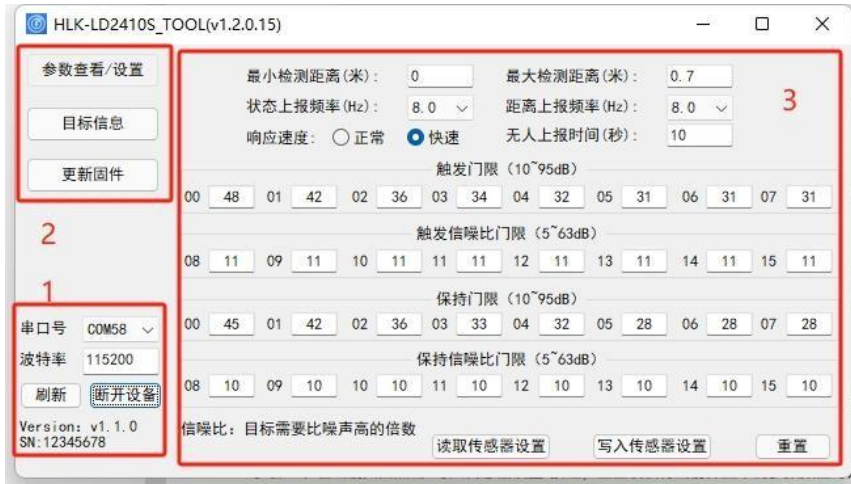 HLK-LD2410S_TOOL(v1.2.0.15)
参数查看/设置
目标信息
更新固件
2
1
串口号 COM58
波特率 115200
刷新 断开设备
Version: v1.1.0
SN:12345678
3
最小检测距离(米): 0 最大检测距离(米): 0.7
状态上报频率(Hz): 8.0 距离上报频率(Hz): 8.0
响应速度: 正常 快速 无人上报时间(秒): 10
触发门限 (10~95dB)
00 48 01 42 02 36 03 34 04 32 05 31 06 31 07 31
触发信噪比门限 (5~63dB)
08 11 09 11 10 11 11 11 12 11 13 11 14 11 15 11
保持门限 (10~95dB)
00 45 01 42 02 36 03 33 04 32 05 28 06 28 07 28
保持信噪比门限 (5~63dB)
08 10 09 10 10 10 11 10 12 10 13 10 14 10 15 10
信噪比: 目标需要比噪声高的倍数
读取传感器设置 写入传感器设置 重置